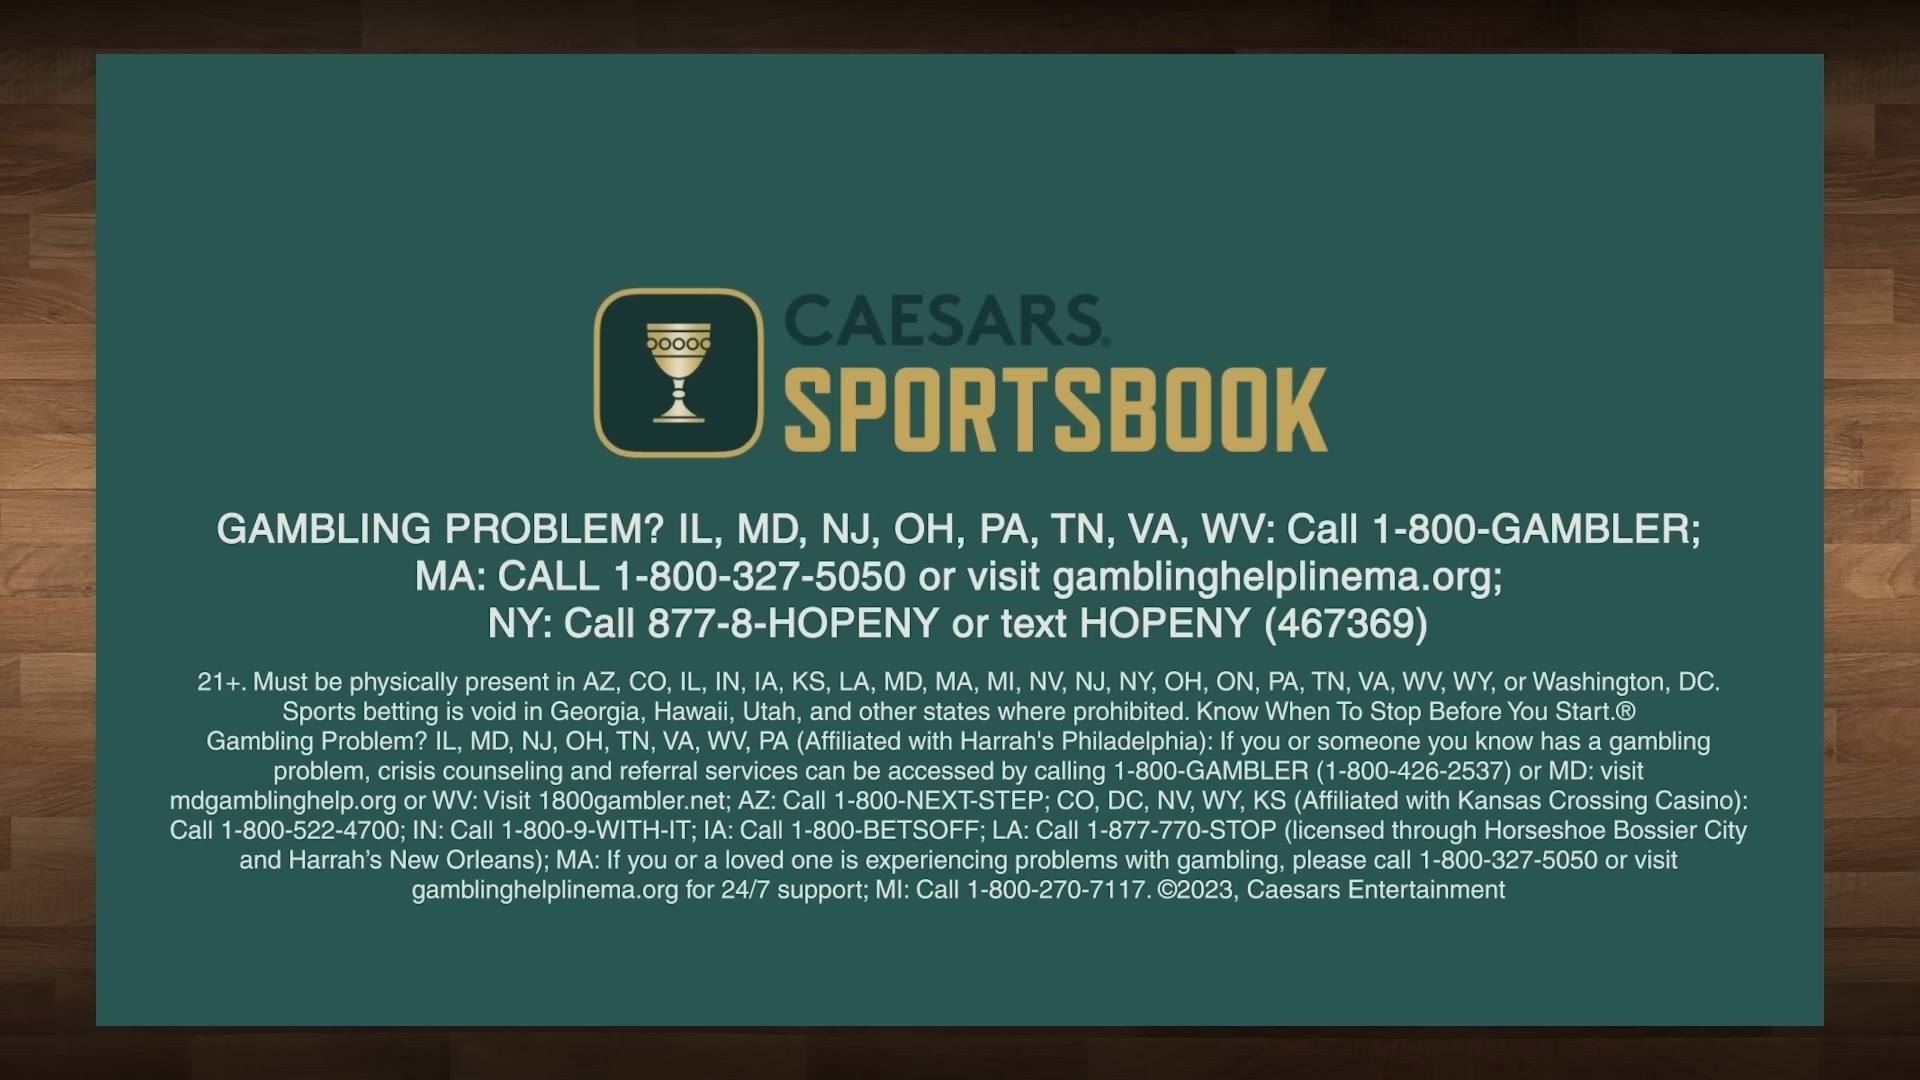 CAESARS®
SPORTSBOOK
GAMBLING PROBLEM? IL, MD, NJ, OH, PA, TN, VA, WV: Call 1-800-GAMBLER;
MA: CALL 1-800-327-5050 or visit gamblinghelplinema.org;
NY: Call 877-8-HOPENY or text HOPENY (467369)
21+. Must be physically present in AZ, CO, IL, IN, IA, KS, LA, MD, MA, MI, NV, NJ, NY, OH, ON, PA, TN, VA, WV, WY, or Washington, DC.
Sports betting is void in Georgia, Hawaii, Utah, and other states where prohibited. Know When To Stop Before You Start.®
Gambling Problem? IL, MD, NJ, OH, TN, VA, WV, PA (Affiliated with Harrah's Philadelphia): If you or someone you know has a gambling
problem, crisis counseling and referral services can be accessed by calling 1-800-GAMBLER (1-800-426-2537) or MD: visit
mdgamblinghelp.org or WV: Visit 1800gambler.net; AZ: Call 1-800-NEXT-STEP; CO, DC, NV, WY, KS (Affiliated with Kansas Crossing Casino):
Call 1-800-522-4700; IN: Call 1-800-9-WITH-IT; IA: Call 1-800-BETSOFF; LA: Call 1-877-770-STOP (licensed through Horseshoe Bossier City
and Harrah’s New Orleans); MA: If you or a loved one is experiencing problems with gambling, please call 1-800-327-5050 or visit
gamblinghelplinema.org for 24/7 support; MI: Call 1-800-270-7117. ©2023, Caesars Entertainment